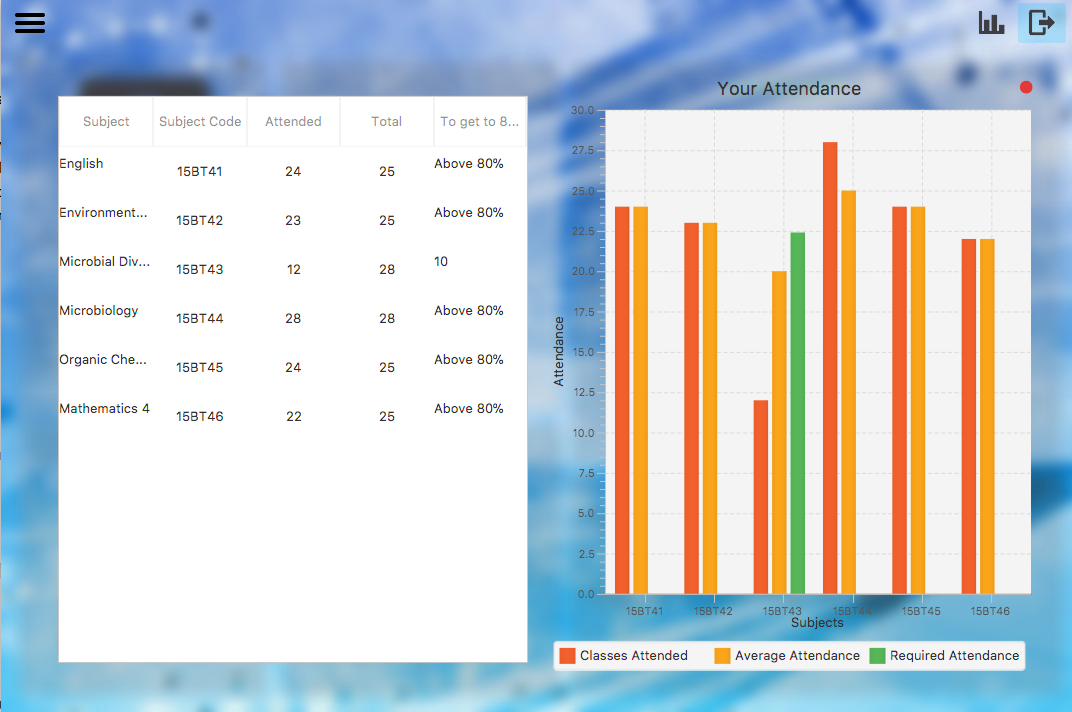 Your Attendance
Subject Subject Code Attended Total To get to 8...
English 15BT41 24 25 Above 80%
Environment... 15BT42 23 25 Above 80%
Microbial Div... 15BT43 12 28 10
Microbiology 15BT44 28 28 Above 80%
Organic Che... 15BT45 24 25 Above 80%
Mathematics 4 15BT46 22 25 Above 80%
30.0
27.5
25.0
22.5
20.0
17.5
15.0
12.5
10.0
7.5
5.0
2.5
0.0
Attendance
15BT41 15BT42 15BT43 15BT44 15BT45 15BT46
Subjects
Classes Attended Average Attendance Required Attendance